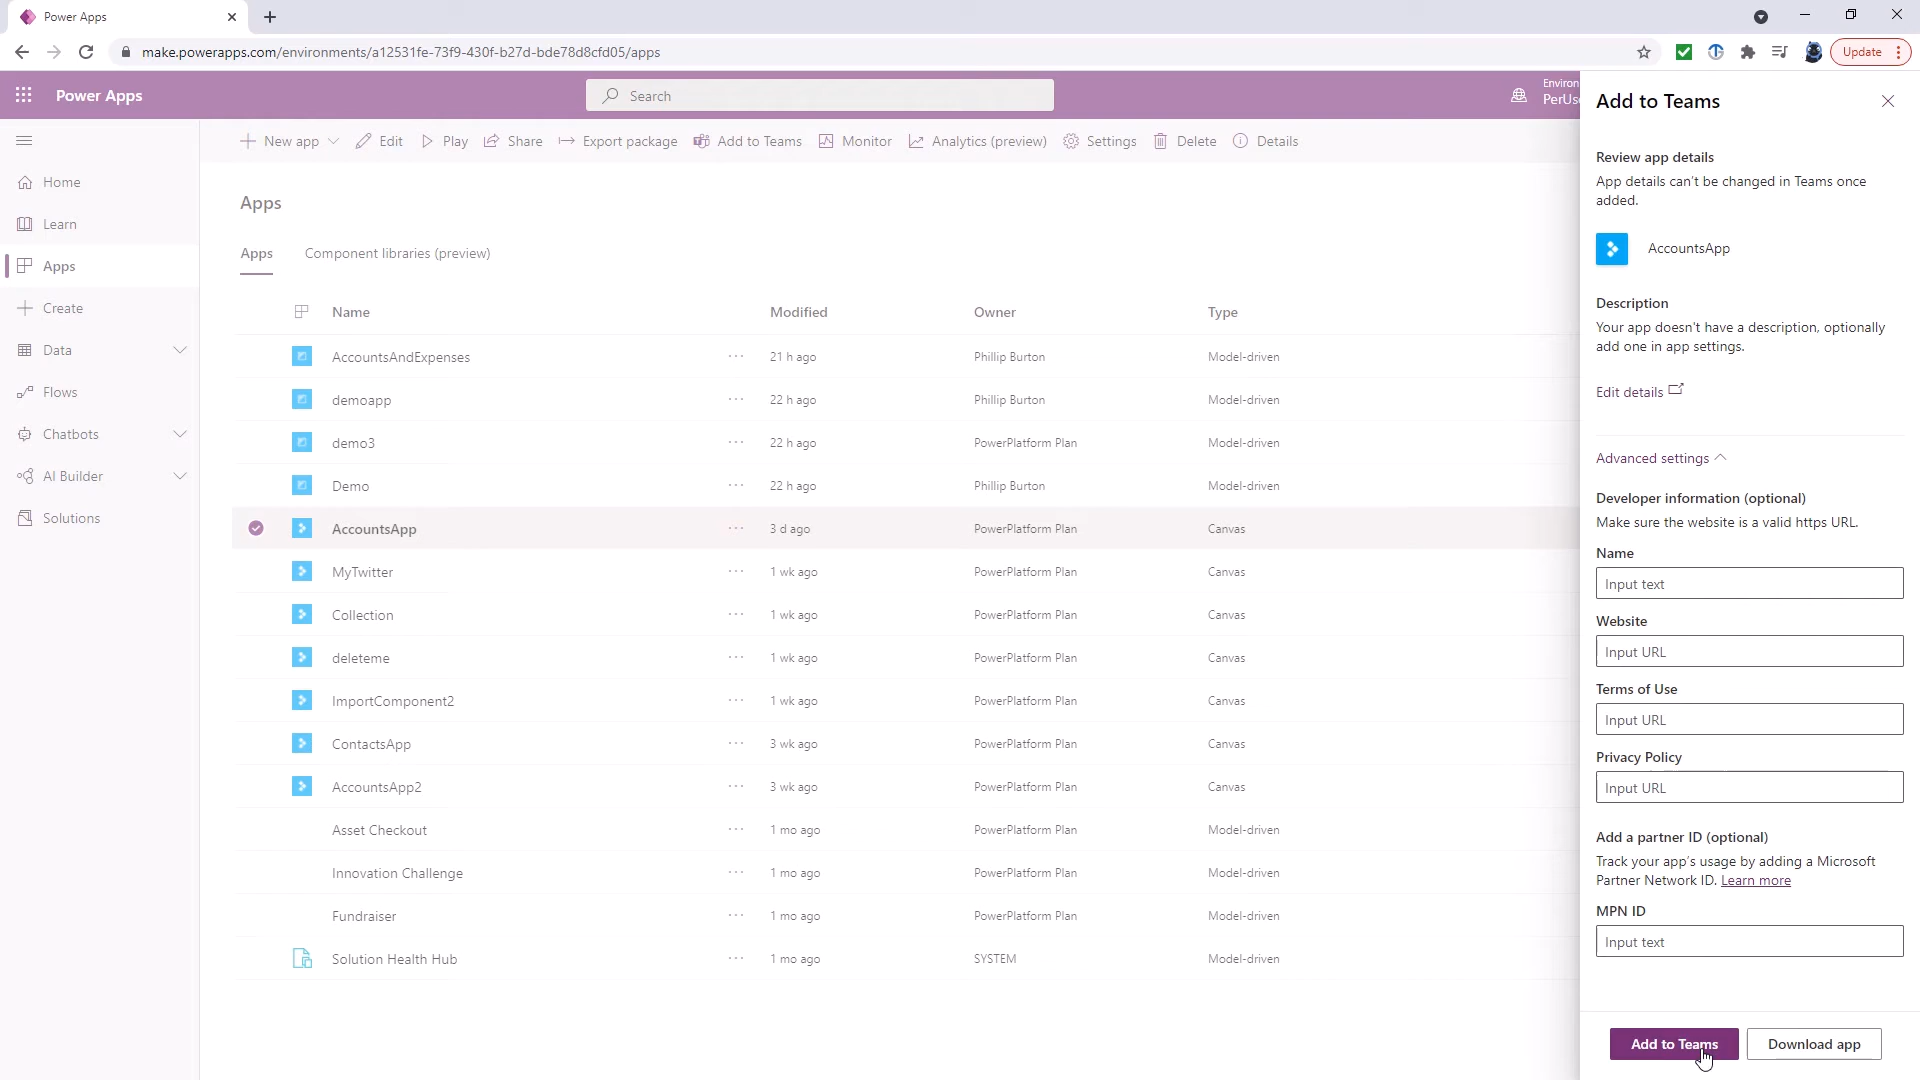 Power Apps
make.powerapps.com/environments/a12531fe-73f9-430f-b27d-bde78d8cfd05/apps
Update
Power Apps
Search
Environ
PerUse
New app
Edit
Play
Share
Export package
Add to Teams
Monitor
Analytics (preview)
Settings
Delete
Details
Home
Learn
Apps
Create
Data
Flows
Chatbots
AI Builder
Solutions
Apps
Apps Component libraries (preview)
Name Modified Owner Type
AccountsAndExpenses ··· 21 h ago Phillip Burton Model-driven
demoapp ··· 22 h ago Phillip Burton Model-driven
demo3 ··· 22 h ago PowerPlatform Plan Model-driven
Demo ··· 22 h ago Phillip Burton Model-driven
AccountsApp ··· 3 d ago PowerPlatform Plan Canvas
MyTwitter ··· 1 wk ago PowerPlatform Plan Canvas
Collection ··· 1 wk ago PowerPlatform Plan Canvas
deleteme ··· 1 wk ago PowerPlatform Plan Canvas
ImportComponent2 ··· 1 wk ago PowerPlatform Plan Canvas
ContactsApp ··· 3 wk ago PowerPlatform Plan Canvas
AccountsApp2 ··· 3 wk ago PowerPlatform Plan Canvas
Asset Checkout ··· 1 mo ago PowerPlatform Plan Model-driven
Innovation Challenge ··· 1 mo ago PowerPlatform Plan Model-driven
Fundraiser ··· 1 mo ago PowerPlatform Plan Model-driven
Solution Health Hub ··· 1 mo ago SYSTEM Model-driven
Add to Teams
Review app details
App details can't be changed in Teams once
added.
AccountsApp
Description
Your app doesn't have a description, optionally
add one in app settings.
Edit details
Advanced settings
Developer information (optional)
Make sure the website is a valid https URL.
Name
Input text
Website
Input URL
Terms of Use
Input URL
Privacy Policy
Input URL
Add a partner ID (optional)
Track your app's usage by adding a Microsoft
Partner Network ID. Learn more
MPN ID
Input text
Add to Teams
Download app